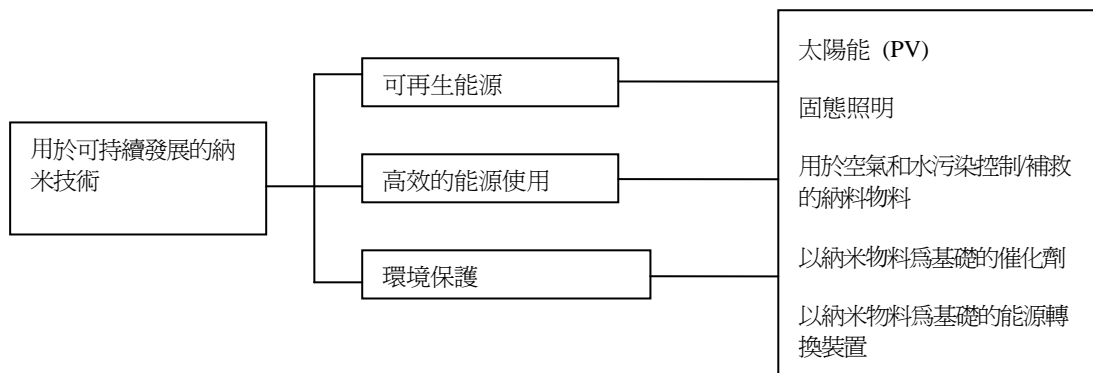 用於可持續發展的納
米技術
可再生能源
高效的能源使用
環境保護
太陽能 (PV)
固態照明
用於空氣和水污染控制/補救
的納料物料
以納米物料爲基礎的催化劑
以納米物料爲基礎的能源轉
換裝置